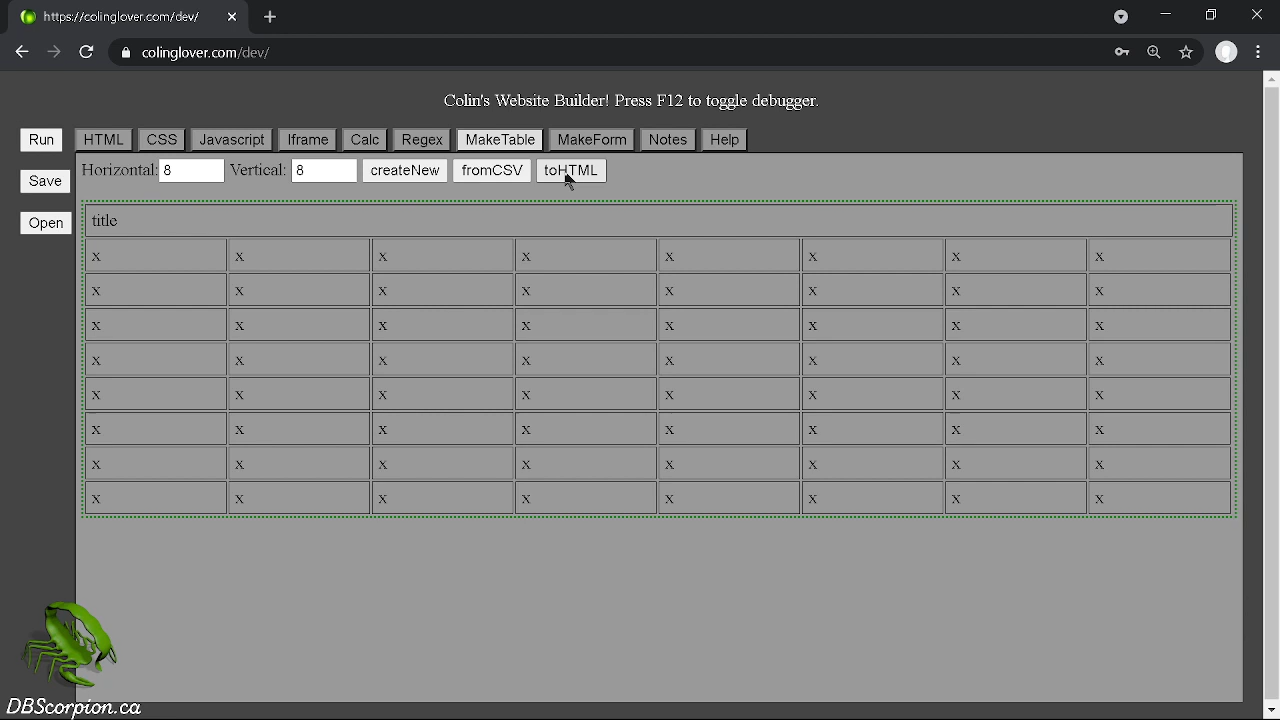 https://colinglover.com/dev/
colinglover.com/dev/
Colin's Website Builder! Press F12 to toggle debugger.
Run HTML CSS Javascript Iframe Calc Regex MakeTable MakeForm Notes Help
Horizontal: 8 Vertical: 8 createNew fromCSV toHTML
Save
Open
title
x x x x x x x x
x x x x x x x x
x x x x x x x x
x x x x x x x x
x x x x x x x x
x x x x x x x x
x x x x x x x x
x x x x x x x x
DBScorpion.ca